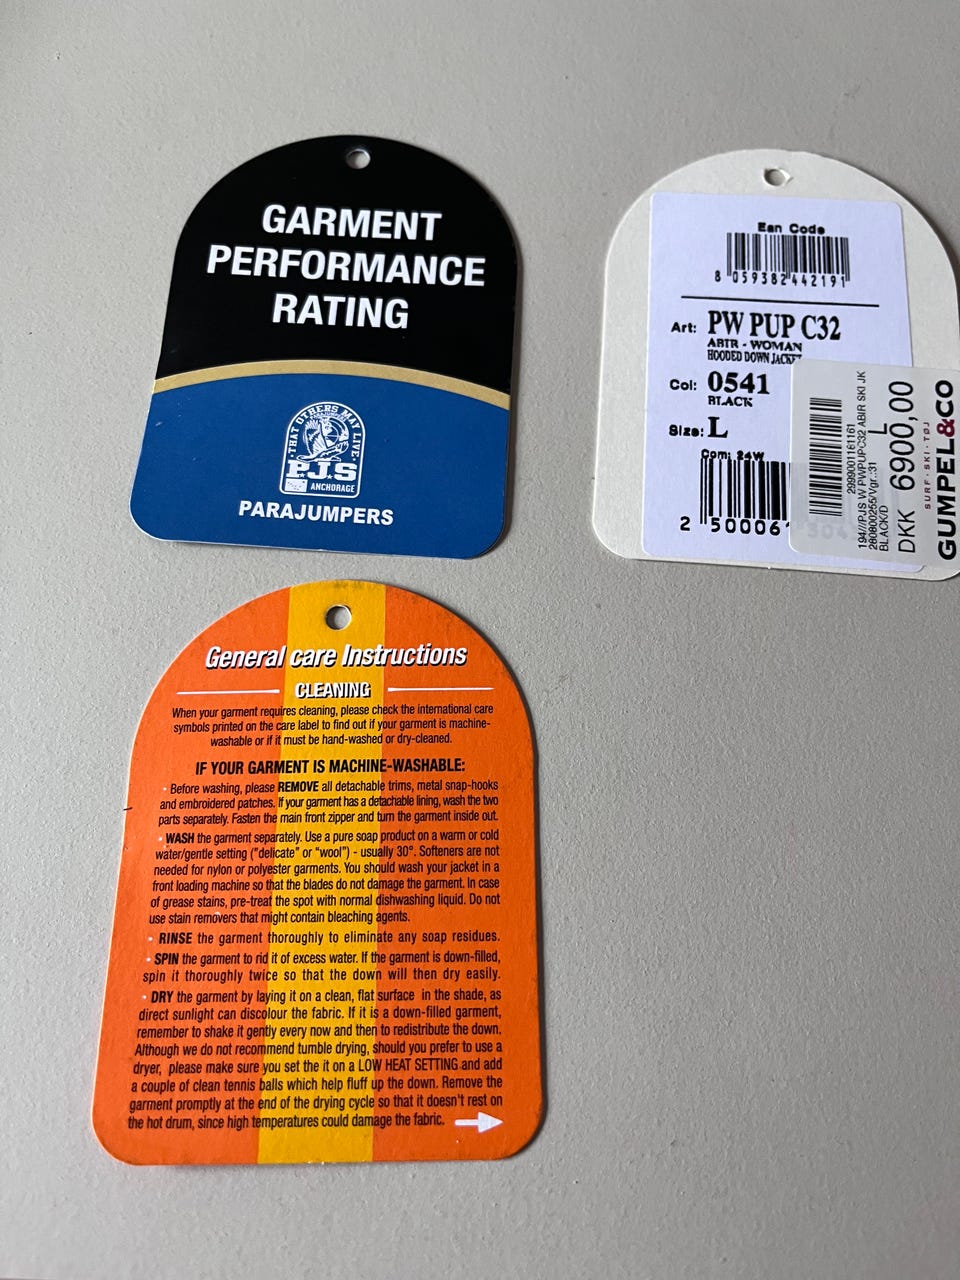 GARMENT
PERFORMANCE
RATING
THAT OTHERS MAY LIVE
PARAJUMPERS
P.J.S
ANCHORAGE
PARAJUMPERS
Ean Code
8 059382 442191
Art: PW PUP C32
ABIR - WOMAN
HOODED DOWN JACKET
Col: 0541
BLACK
Size: L
Com: 24W
2 50006
194///PJS W PWPUPC32 ABIR SKI JK
2999001161161
280800255/Vgr.:31
BLACK/D
L
DKK 6900,00
SURF·SKI·TØJ
GUMPEL&CO
General care Instructions
CLEANING
When your garment requires cleaning, please check the international care
symbols printed on the care label to find out if your garment is machine-
washable or if it must be hand-washed or dry-cleaned.
IF YOUR GARMENT IS MACHINE-WASHABLE:
· Before washing, please REMOVE all detachable trims, metal snap-hooks
and embroidered patches. If your garment has a detachable lining, wash the two
parts separately. Fasten the main front zipper and turn the garment inside out.
· WASH the garment separately. Use a pure soap product on a warm or cold
water/gentle setting ("delicate" or "wool") - usually 30°. Softeners are not
needed for nylon or polyester garments. You should wash your jacket in a
front loading machine so that the blades do not damage the garment. In case
of grease stains, pre-treat the spot with normal dishwashing liquid. Do not
use stain removers that might contain bleaching agents.
· RINSE the garment thoroughly to eliminate any soap residues.
· SPIN the garment to rid it of excess water. If the garment is down-filled,
spin it thoroughly twice so that the down will then dry easily.
· DRY the garment by laying it on a clean, flat surface in the shade, as
direct sunlight can discolour the fabric. If it is a down-filled garment,
remember to shake it gently every now and then to redistribute the down.
Although we do not recommend tumble drying, should you prefer to use a
dryer, please make sure you set the it on a LOW HEAT SETTING and add
a couple of clean tennis balls which help fluff up the down. Remove the
garment promptly at the end of the drying cycle so that it doesn't rest on
the hot drum, since high temperatures could damage the fabric.